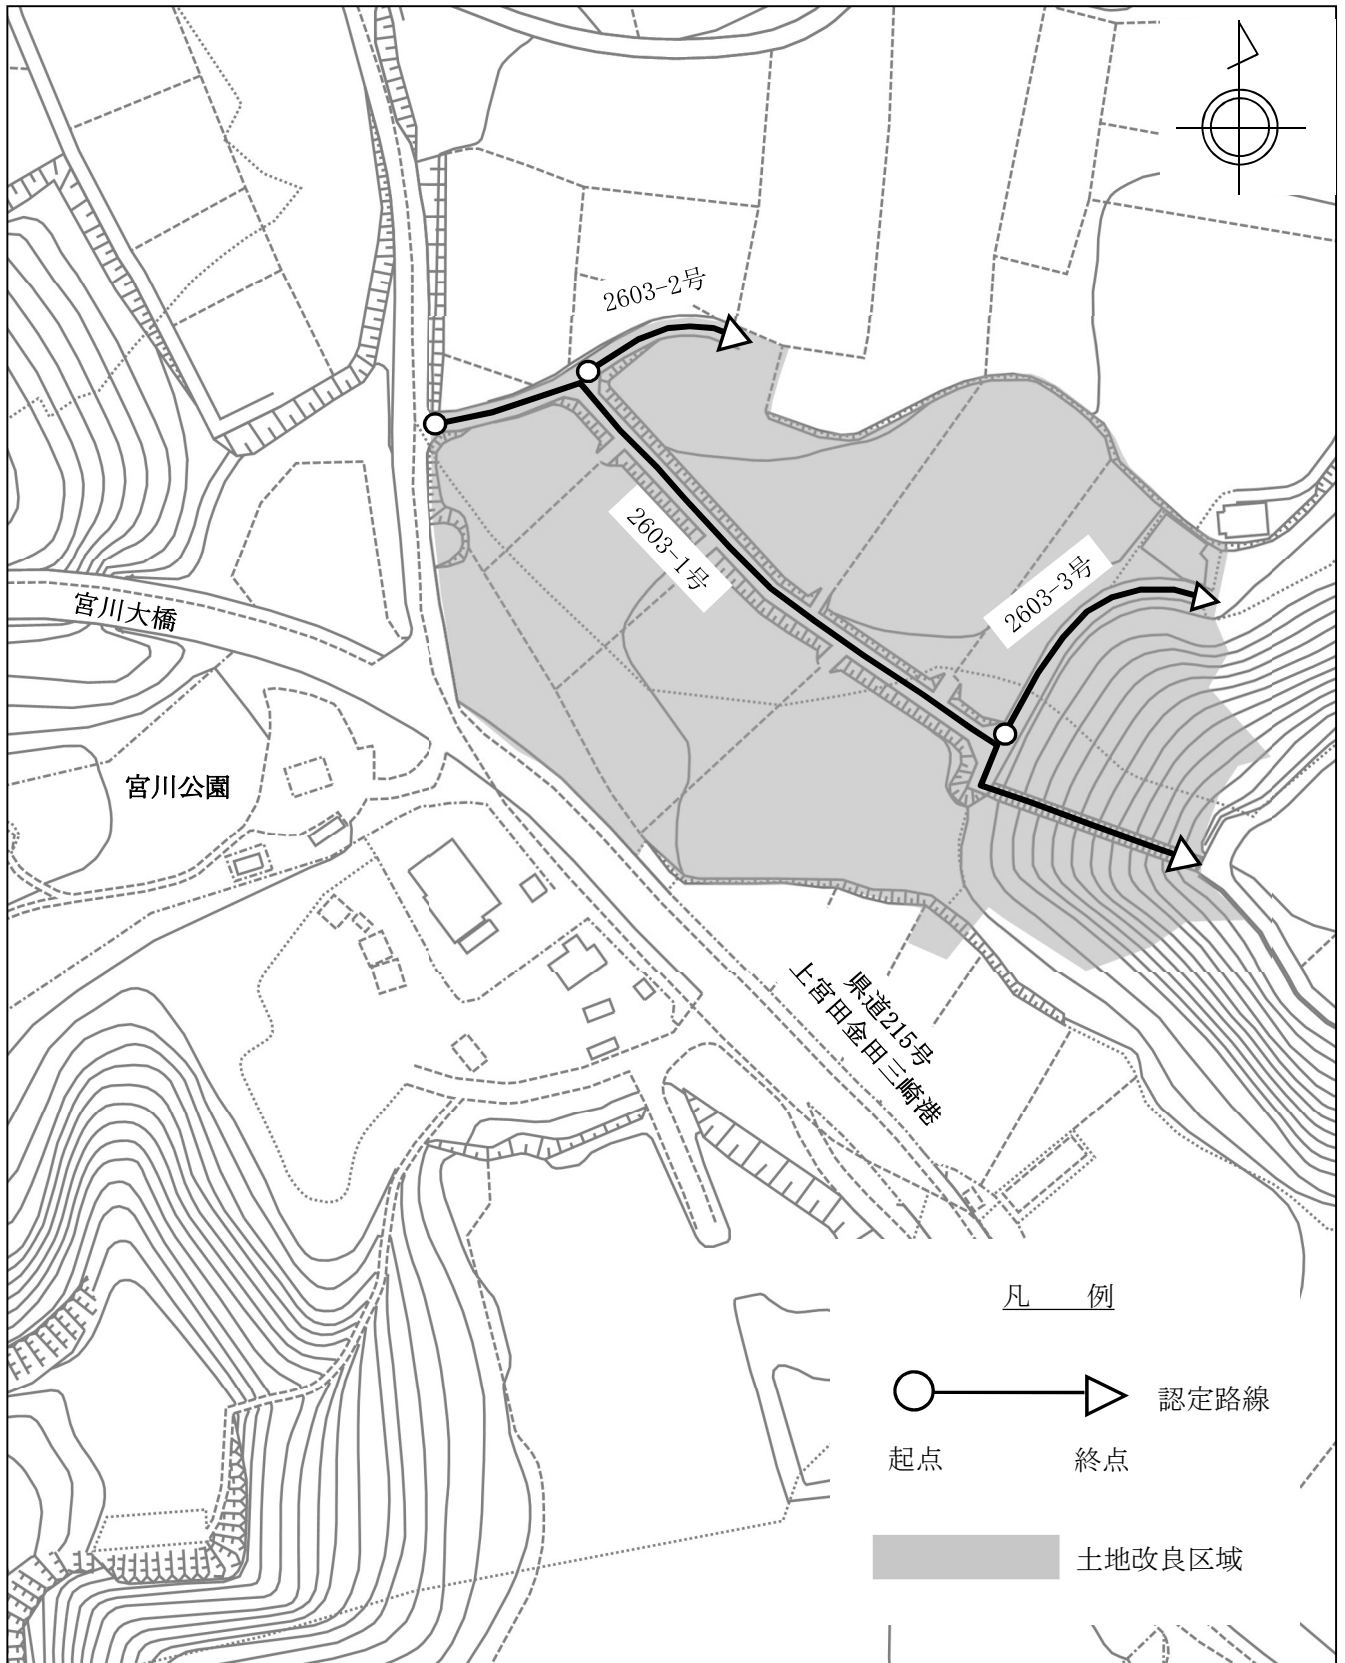 2603-2号
2603-1号
2603-3号
宮川大橋
宮川公園
県道215号
上宮田金田三崎港
凡　例
認定路線
起点
終点
土地改良区域